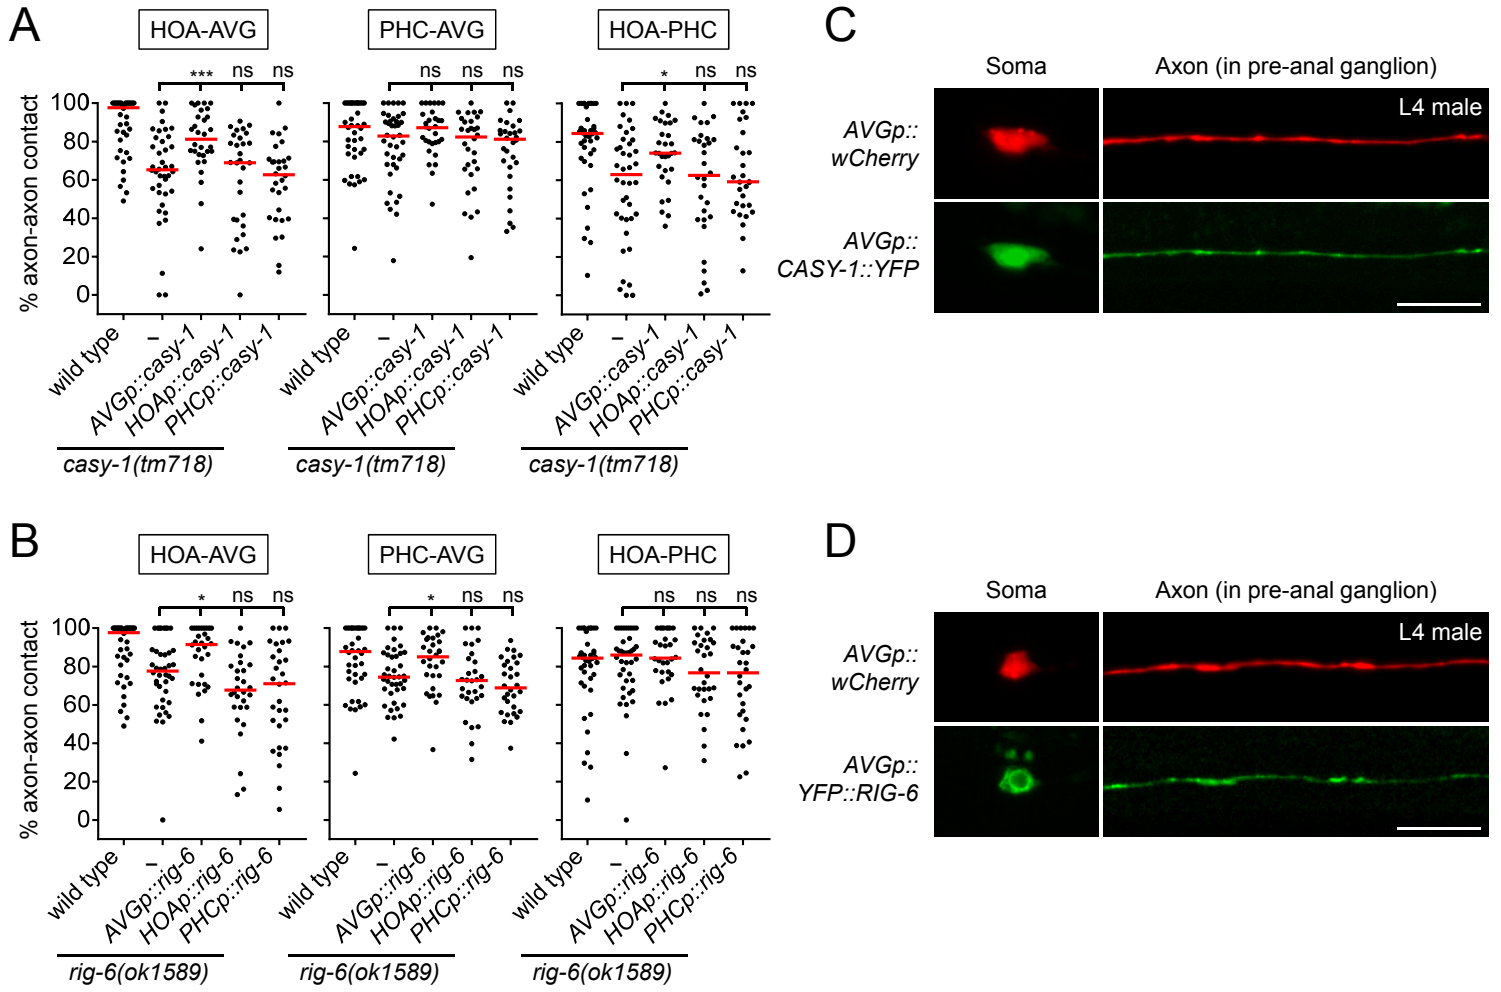 A
HOA-AVG
PHC-AVG
HOA-PHC
*** ns ns
ns ns ns
* ns ns
% axon-axon contact
100
80
60
40
20
0
wild type
–
AVGp::casy-1
HOAp::casy-1
PHCp::casy-1
casy-1(tm718)
wild type
–
AVGp::casy-1
HOAp::casy-1
PHCp::casy-1
casy-1(tm718)
wild type
–
AVGp::casy-1
HOAp::casy-1
PHCp::casy-1
casy-1(tm718)
B
HOA-AVG
PHC-AVG
HOA-PHC
* ns ns
* ns ns
ns ns ns
% axon-axon contact
100
80
60
40
20
0
wild type
–
AVGp::rig-6
HOAp::rig-6
PHCp::rig-6
rig-6(ok1589)
wild type
–
AVGp::rig-6
HOAp::rig-6
PHCp::rig-6
rig-6(ok1589)
wild type
–
AVGp::rig-6
HOAp::rig-6
PHCp::rig-6
rig-6(ok1589)
C
Soma
Axon (in pre-anal ganglion)
L4 male
AVGp::
wCherry
AVGp::
CASY-1::YFP
D
Soma
Axon (in pre-anal ganglion)
L4 male
AVGp::
wCherry
AVGp::
YFP::RIG-6